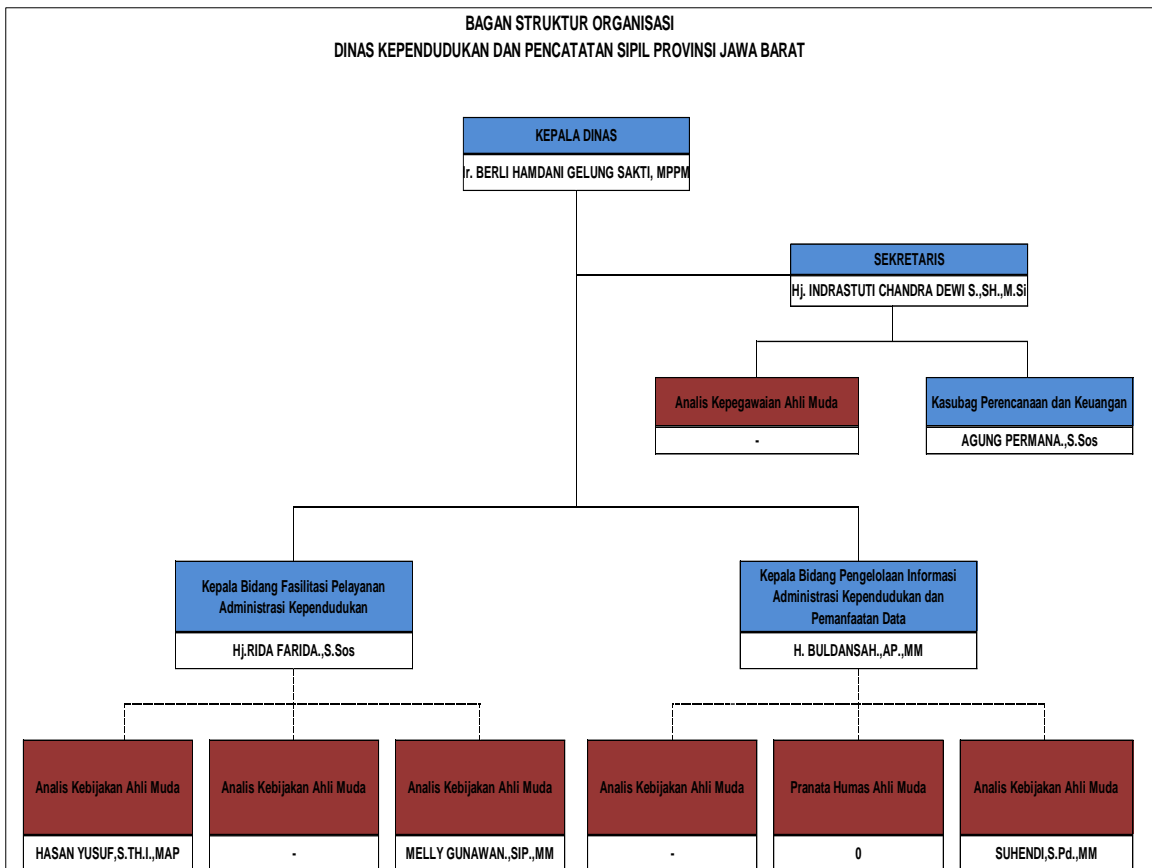 BAGAN STRUKTUR ORGANISASI
DINAS KEPENDUDUKAN DAN PENCATATAN SIPIL PROVINSI JAWA BARAT
KEPALA DINAS
Ir. BERLI HAMDANI GELUNG SAKTI, MPPM
SEKRETARIS
Hj. INDRASTUTI CHANDRA DEWI S.,SH.,M.Si
Analis Kepegawaian Ahli Muda
-
Kasubag Perencanaan dan Keuangan
AGUNG PERMANA.,S.Sos
Kepala Bidang Fasilitasi Pelayanan
Administrasi Kependudukan
Hj.RIDA FARIDA.,S.Sos
Kepala Bidang Pengelolaan Informasi
Administrasi Kependudukan dan
Pemanfaatan Data
H. BULDANSAH.,AP.,MM
Analis Kebijakan Ahli Muda
HASAN YUSUF,S.TH.I.,MAP
Analis Kebijakan Ahli Muda
-
Analis Kebijakan Ahli Muda
MELLY GUNAWAN.,SIP.,MM
Analis Kebijakan Ahli Muda
-
Pranata Humas Ahli Muda
0
Analis Kebijakan Ahli Muda
SUHENDI,S.Pd.,MM